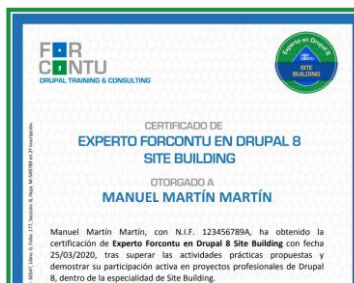 FORCONTU
DRUPAL TRAINING & CONSULTING
Experto en Drupal 8
SITE
BUILDING
CERTIFICADO DE
EXPERTO FORCONTU EN DRUPAL 8
SITE BUILDING
OTORGADO A
MANUEL MARTÍN MARTÍN
Manuel Martín Martín, con N.I.F. 123456789A, ha obtenido la
certificación de Experto Forcontu en Drupal 8 Site Building con fecha
25/03/2020, tras superar las actividades prácticas propuestas y
demostrar su participación activa en proyectos profesionales de Drupal
8, dentro de la especialidad de Site Building.